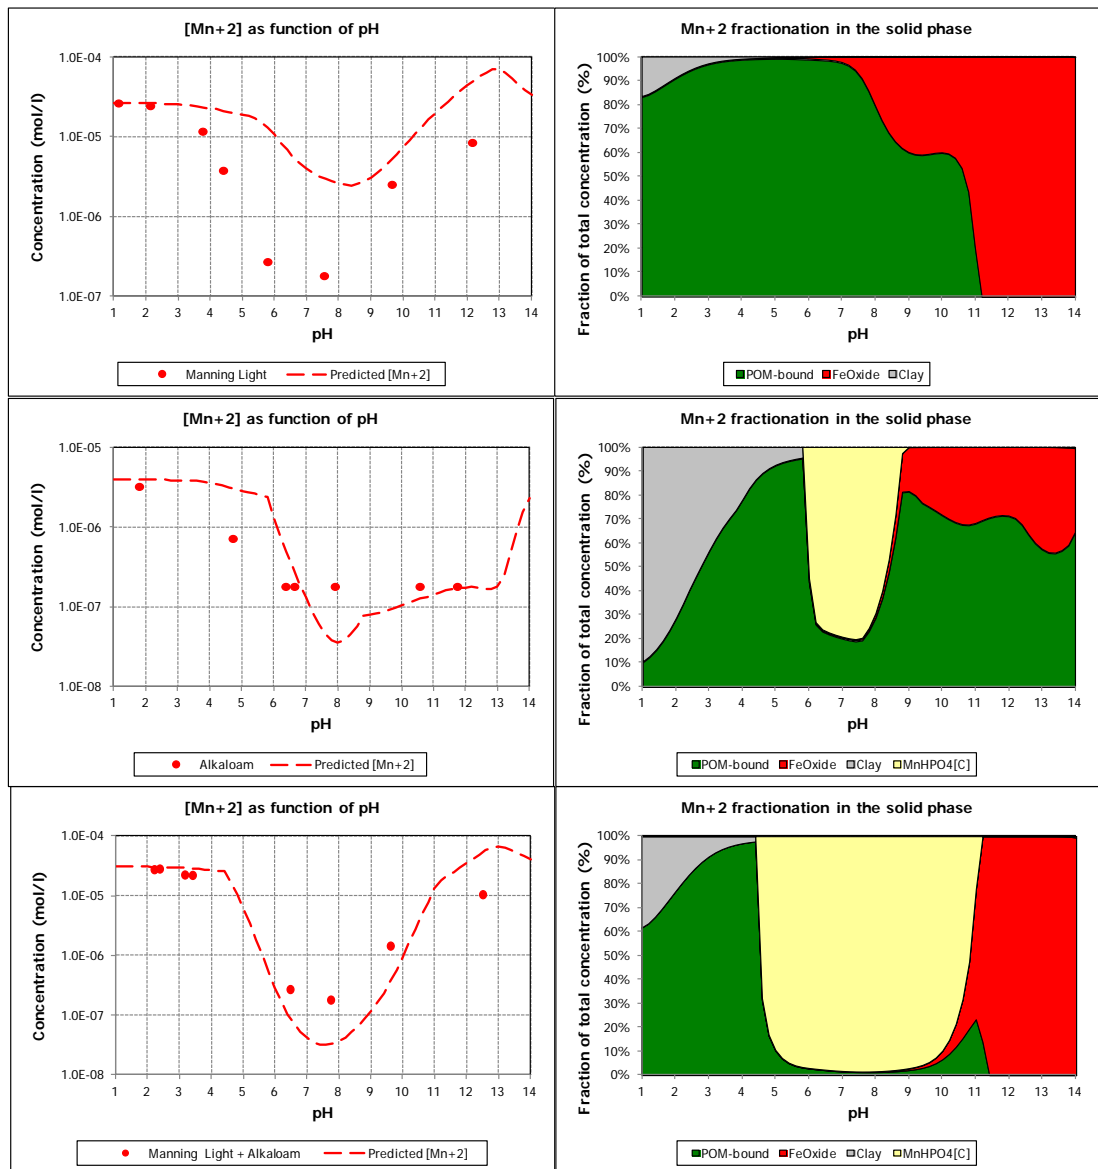 [Mn+2] as function of pH
Concentration (mol/l)
1.0E-04
1.0E-05
1.0E-06
1.0E-07
1 2 3 4 5 6 7 8 9 10 11 12 13 14
pH
Manning Light Predicted [Mn+2]
Mn+2 fractionation in the solid phase
Fraction of total concentration (%)
100%
90%
80%
70%
60%
50%
40%
30%
20%
10%
0%
1 2 3 4 5 6 7 8 9 10 11 12 13 14
pH
POM-bound FeOxide Clay
[Mn+2] as function of pH
Concentration (mol/l)
1.0E-05
1.0E-06
1.0E-07
1.0E-08
1 2 3 4 5 6 7 8 9 10 11 12 13 14
pH
Alkaloam Predicted [Mn+2]
Mn+2 fractionation in the solid phase
Fraction of total concentration (%)
100%
90%
80%
70%
60%
50%
40%
30%
20%
10%
0%
1 2 3 4 5 6 7 8 9 10 11 12 13 14
pH
POM-bound FeOxide Clay MnHPO4[C]
[Mn+2] as function of pH
Concentration (mol/l)
1.0E-04
1.0E-05
1.0E-06
1.0E-07
1.0E-08
1 2 3 4 5 6 7 8 9 10 11 12 13 14
pH
Manning Light + Alkaloam Predicted [Mn+2]
Mn+2 fractionation in the solid phase
Fraction of total concentration (%)
100%
90%
80%
70%
60%
50%
40%
30%
20%
10%
0%
1 2 3 4 5 6 7 8 9 10 11 12 13 14
pH
POM-bound FeOxide Clay MnHPO4[C]